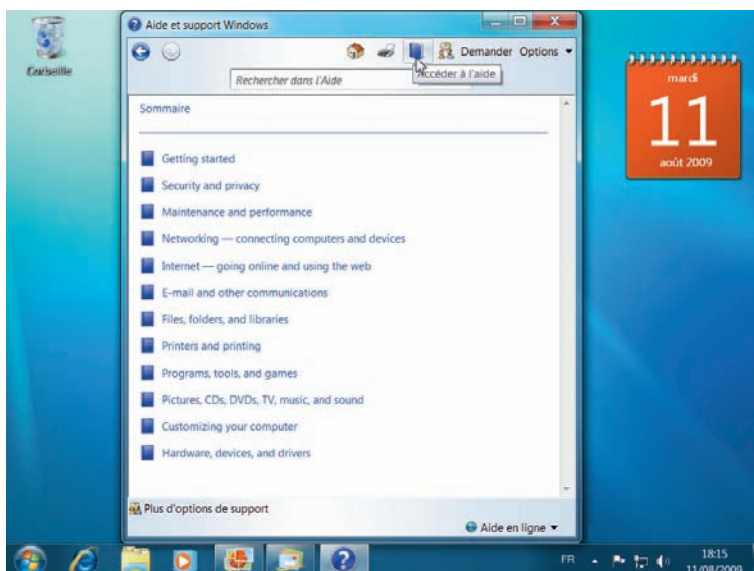 Aide et support Windows
Demander Options
Rechercher dans l'Aide
Accéder à l'aide
Corbeille
Sommaire
Getting started
Security and privacy
Maintenance and performance
Networking — connecting computers and devices
Internet — going online and using the web
E-mail and other communications
Files, folders, and libraries
Printers and printing
Programs, tools, and games
Pictures, CDs, DVDs, TV, music, and sound
Customizing your computer
Hardware, devices, and drivers
Plus d'options de support
Aide en ligne
mardi
11
août 2009
FR
18:15
11/08/2009